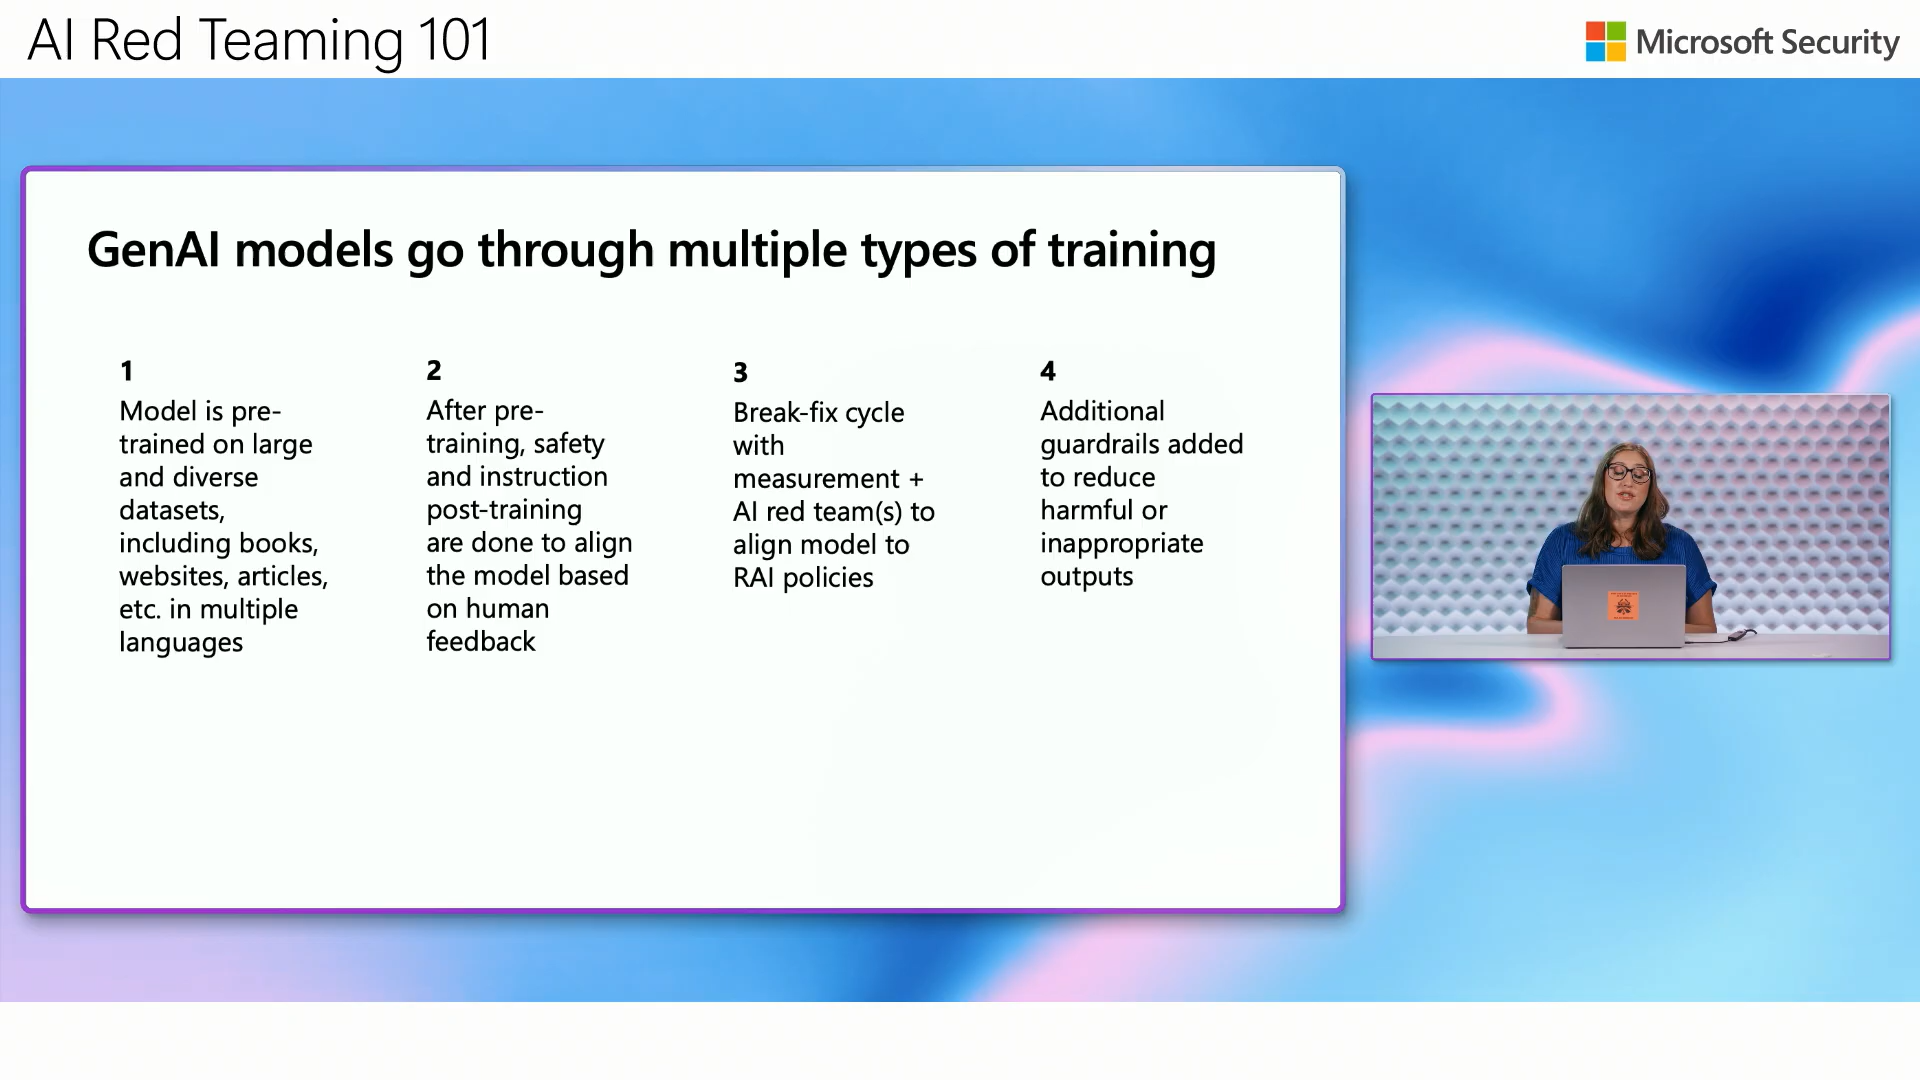 AI Red Teaming 101
Microsoft Security
GenAI models go through multiple types of training
1
Model is pre-
trained on large
and diverse
datasets,
including books,
websites, articles,
etc. in multiple
languages
2
After pre-
training, safety
and instruction
post-training
are done to align
the model based
on human
feedback
3
Break-fix cycle
with
measurement +
AI red team(s) to
align model to
RAI policies
4
Additional
guardrails added
to reduce
harmful or
inappropriate
outputs